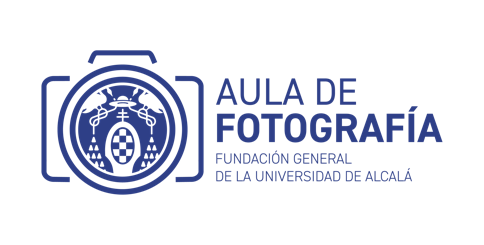 AULA DE
FOTOGRAFÍA
FUNDACIÓN GENERAL
DE LA UNIVERSIDAD DE ALCALÁ